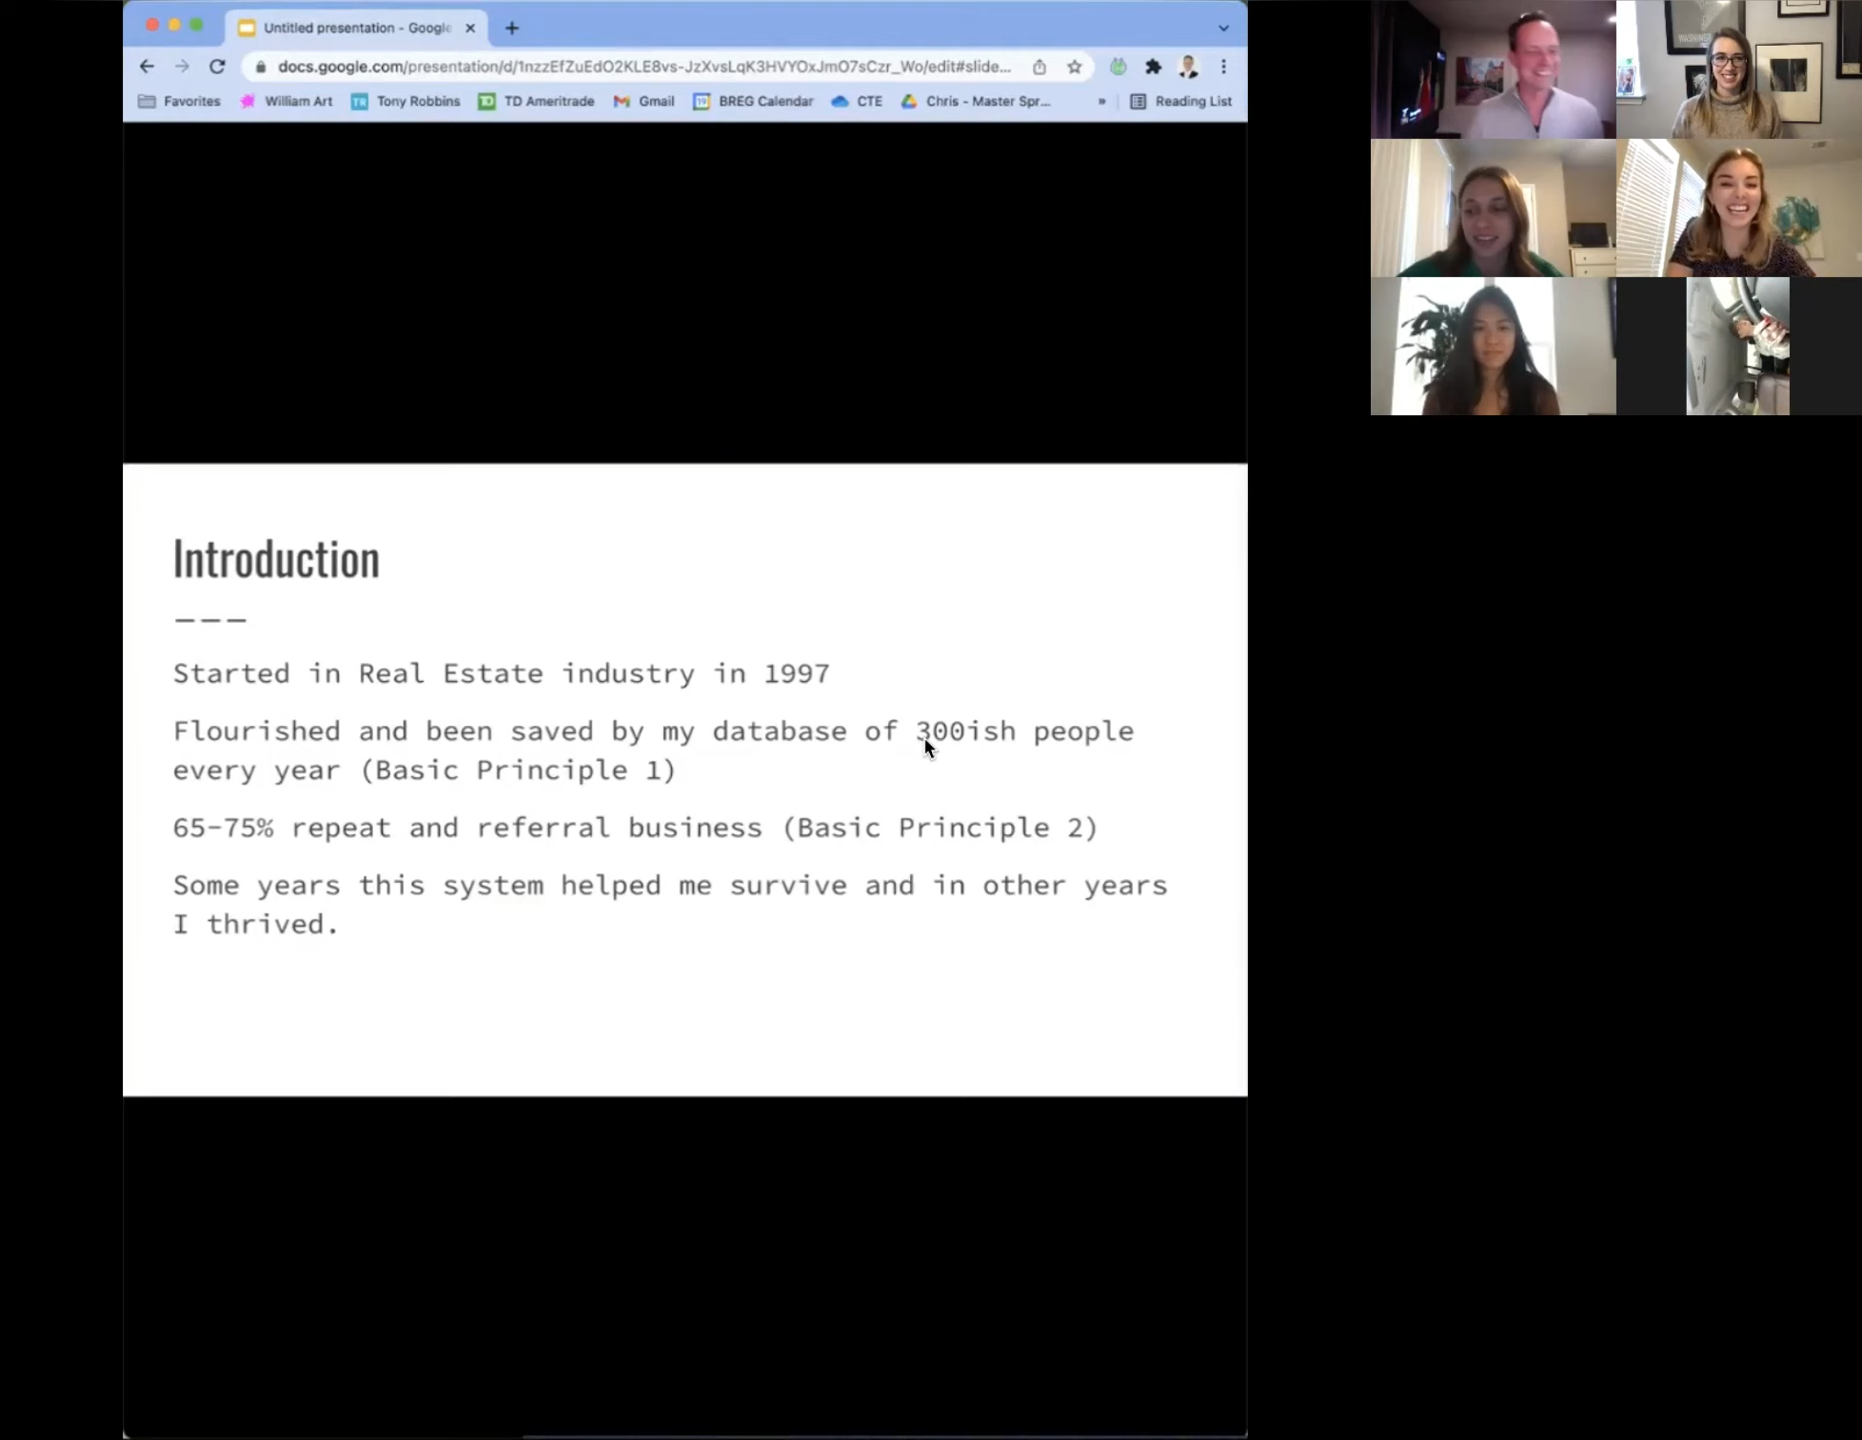 Untitled presentation - Google
docs.google.com/presentation/d/1nzzEfZuEdO2KLE8vs-JzXvsLqK3HVYOxJmO7sCzr_Wo/edit#slide...
Favorites William Art TR Tony Robbins TD TD Ameritrade Gmail BREG Calendar CTE Chris - Master Spr... » Reading List
Introduction
Started in Real Estate industry in 1997
Flourished and been saved by my database of 300ish people
every year (Basic Principle 1)
65-75% repeat and referral business (Basic Principle 2)
Some years this system helped me survive and in other years
I thrived.